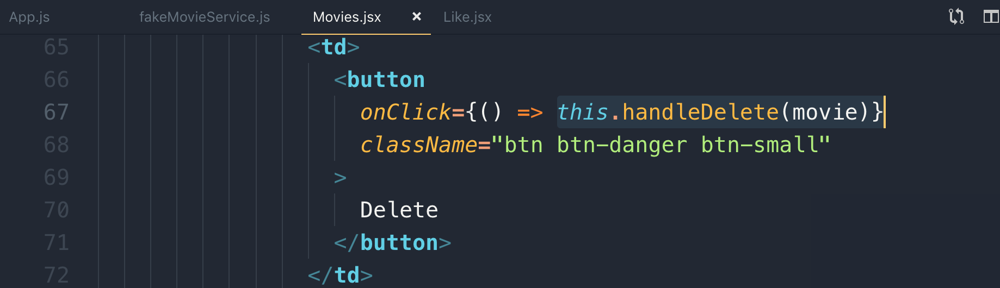 App.js fakeMovieService.js Movies.jsx × Like.jsx
65 <td>
66 <button
67 onClick={() => this.handleDelete(movie)}
68 className="btn btn-danger btn-small"
69 >
70 Delete
71 </button>
72 </td>